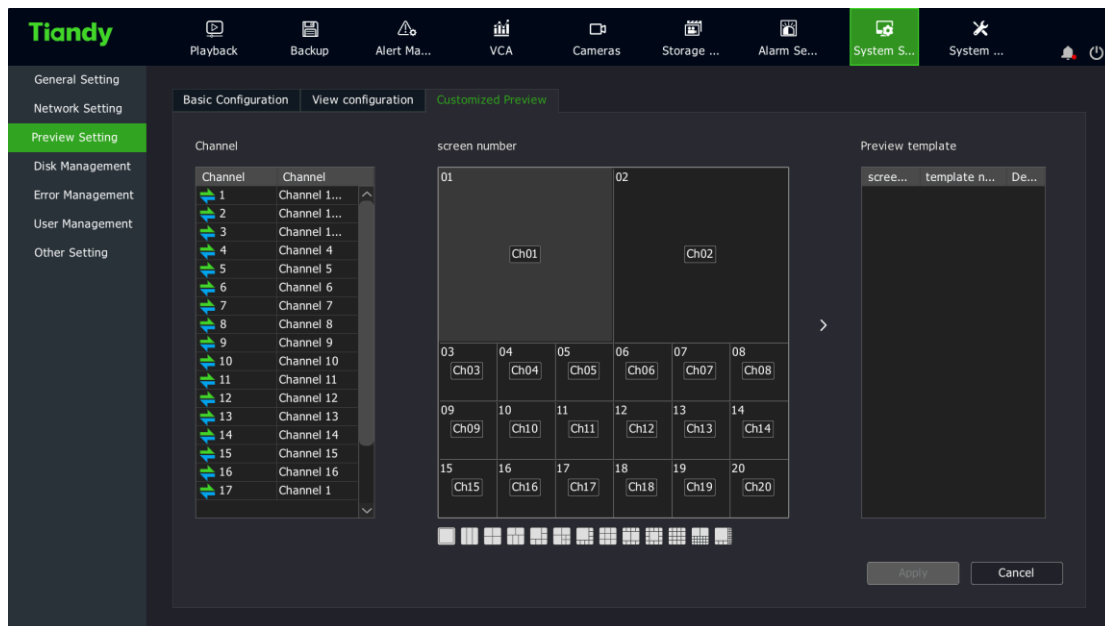 Tiandy
Playback Backup Alert Ma... VCA Cameras Storage ... Alarm Se... System S... System ...
General Setting
Network Setting
Preview Setting
Disk Management
Error Management
User Management
Other Setting
Basic Configuration View configuration Customized Preview
Channel
Channel Channel
1 Channel 1...
2 Channel 1...
3 Channel 1...
4 Channel 4
5 Channel 5
6 Channel 6
7 Channel 7
8 Channel 8
9 Channel 9
10 Channel 10
11 Channel 11
12 Channel 12
13 Channel 13
14 Channel 14
15 Channel 15
16 Channel 16
17 Channel 1
screen number
01 02
Ch01 Ch02
03 04 05 06 07 08
Ch03 Ch04 Ch05 Ch06 Ch07 Ch08
09 10 11 12 13 14
Ch09 Ch10 Ch11 Ch12 Ch13 Ch14
15 16 17 18 19 20
Ch15 Ch16 Ch17 Ch18 Ch19 Ch20
Preview template
scree... template n... De...
Apply Cancel